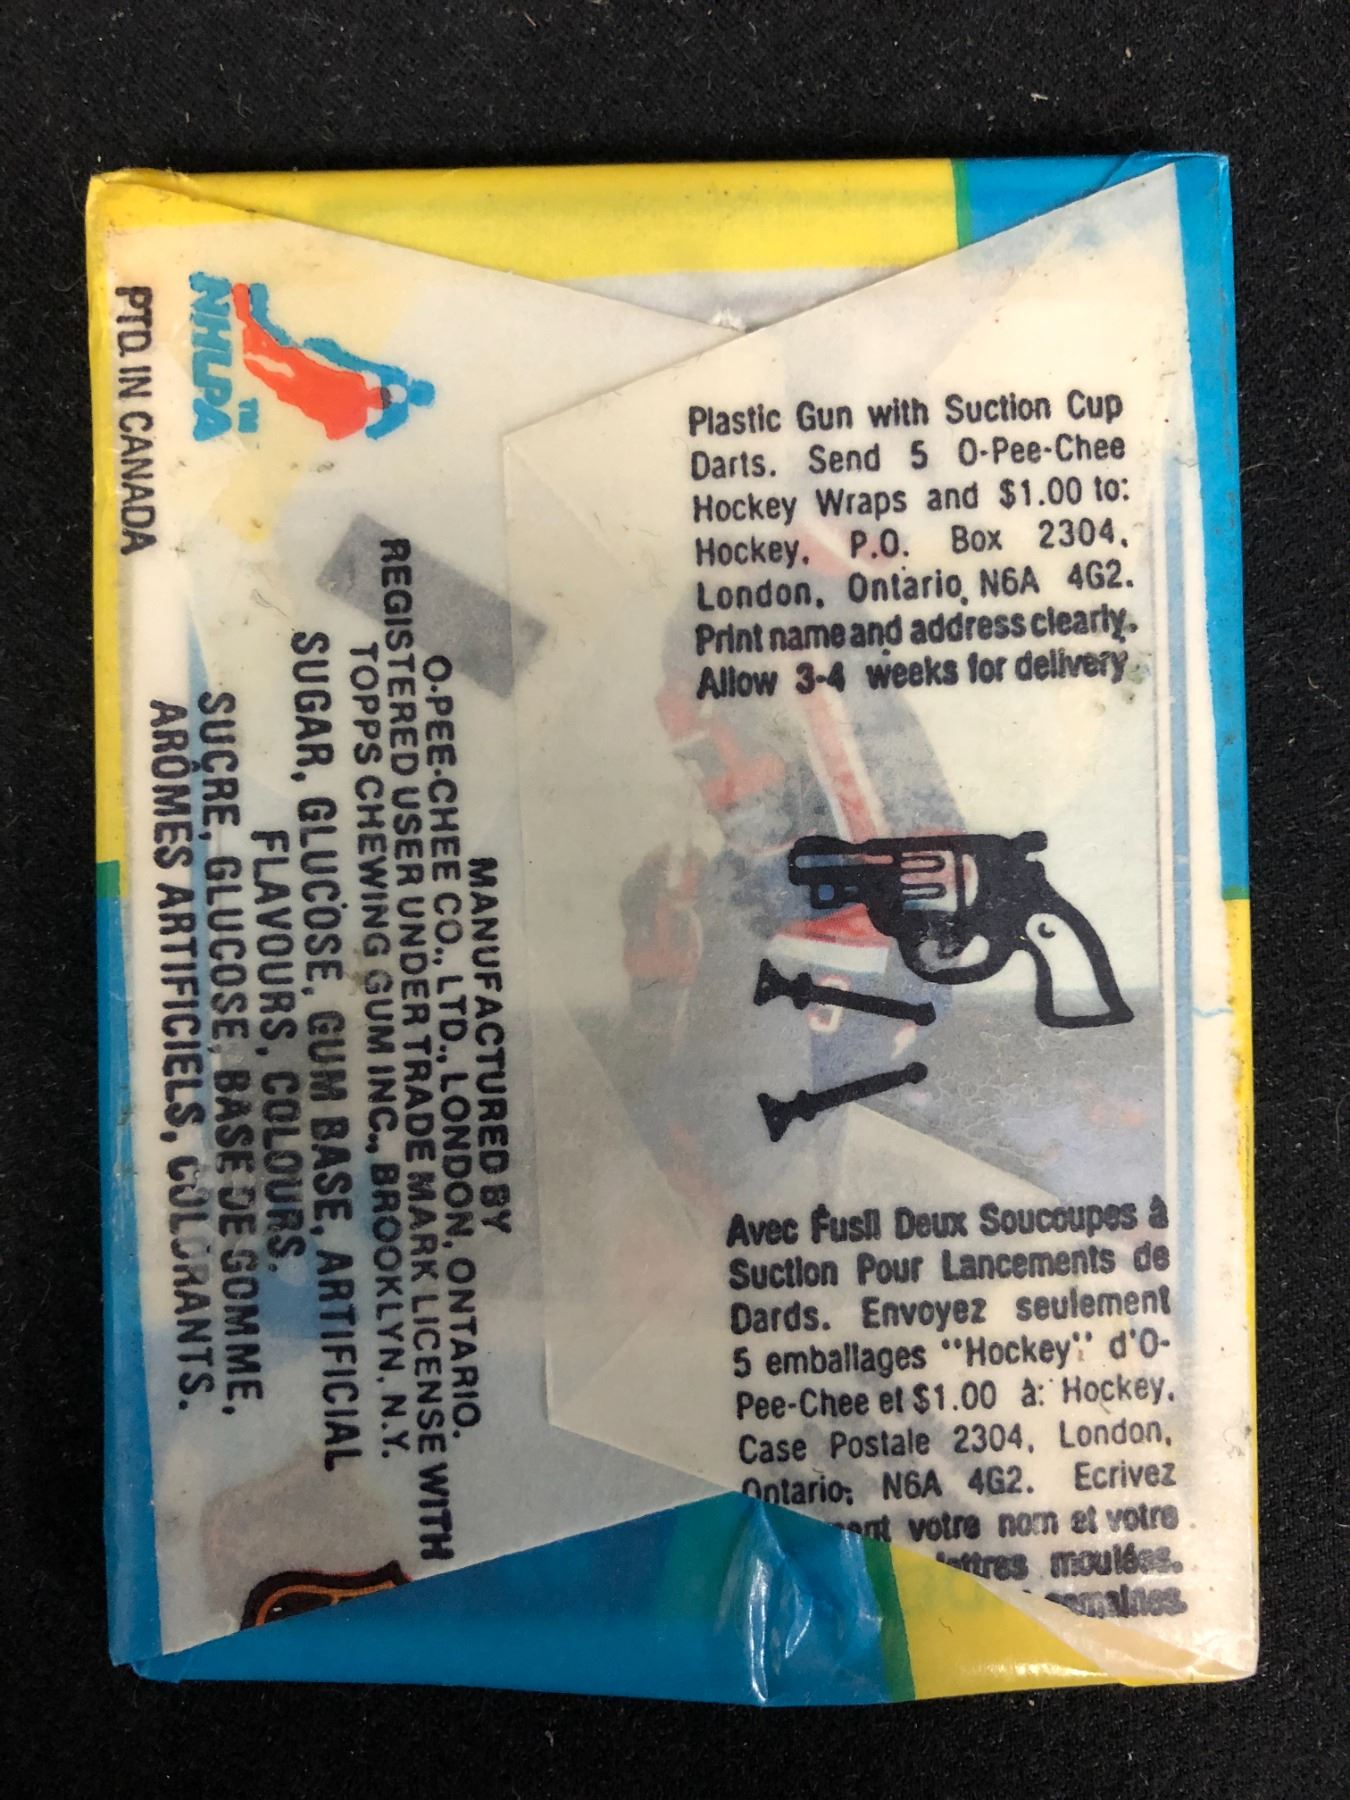 Plastic Gun with Suction Cup
Darts. Send 5 O-Pee-Chee
Hockey Wraps and $1.00 to:
Hockey, P.O. Box 2304,
London, Ontario, N6A 4G2.
Print name and address clearly.
Allow 3-4 weeks for delivery.
Avec Fusil Deux Soucoupes à
Suction Pour Lancements de
Dards. Envoyez seulement
5 emballages "Hockey" d'O-
Pee-Chee et $1.00 à: Hockey,
Case Postale 2304, London,
Ontario, N6A 4G2. Ecrivez
votre nom et votre
lettres moulées.
semaines.
MANUFACTURED BY
O-PEE-CHEE CO., LTD., LONDON, ONTARIO.
REGISTERED USER UNDER TRADE MARK LICENSE WITH
TOPPS CHEWING GUM INC., BROOKLYN, N.Y.
SUGAR, GLUCOSE, GUM BASE, ARTIFICIAL
FLAVOURS, COLOURS.
SUCRE, GLUCOSE, BASE DE GOMME,
ARÔMES ARTIFICIELS, COLORANTS.
NHLPA TM
PTD. IN CANADA